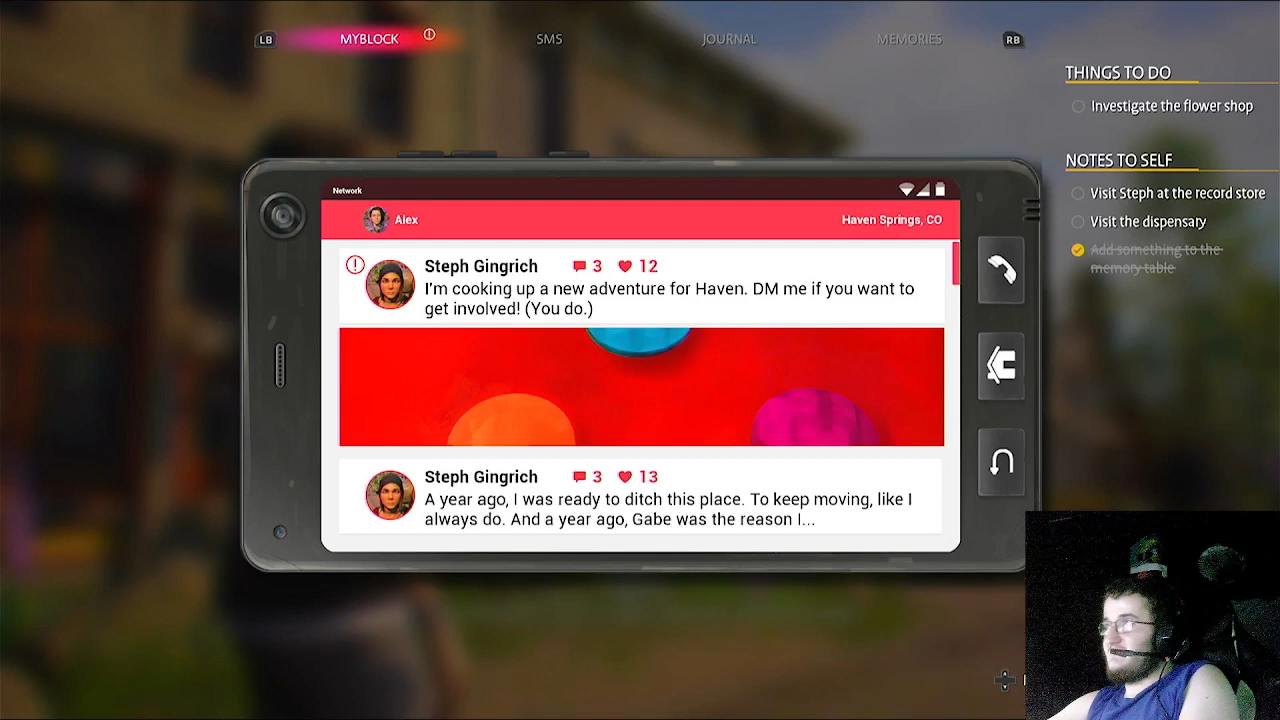 LB
MYBLOCK
SMS
JOURNAL
MEMORIES
RB
THINGS TO DO
Investigate the flower shop
NOTES TO SELF
Visit Steph at the record store
Visit the dispensary
Add something to the
memory table
Network
Alex
Haven Springs, CO
Steph Gingrich 3 12
I'm cooking up a new adventure for Haven. DM me if you want to
get involved! (You do.)
Steph Gingrich 3 13
A year ago, I was ready to ditch this place. To keep moving, like I
always do. And a year ago, Gabe was the reason I...